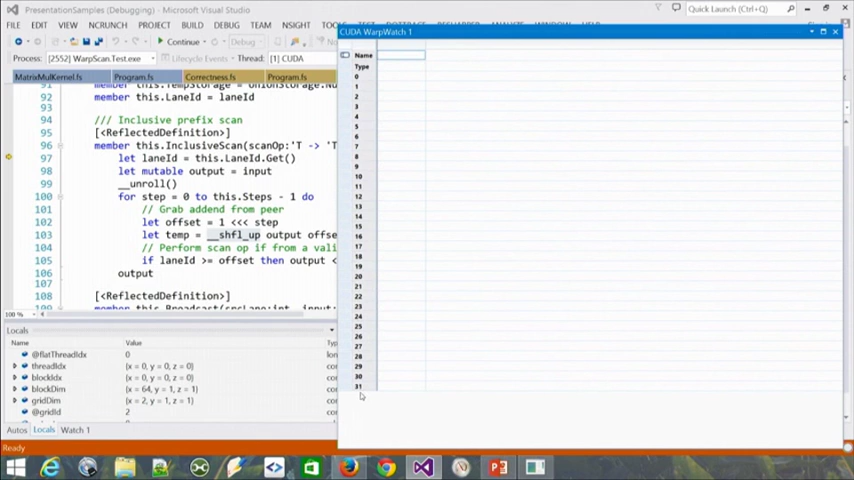 PresentationSamples (Debugging) - Microsoft Visual Studio
Quick Launch (Ctrl+Q)
FILE EDIT VIEW NCRUNCH PROJECT BUILD DEBUG TEAM NSIGHT
Continue
Debug
Process: [2552] WarpScan.Test.exe
Lifecycle Events
Thread: [1] CUDA
MatrixMulKernel.fs Program.fs Correctness.fs Program.fs
92 member this.LaneId = laneId
93
94 /// Inclusive prefix scan
95 [<ReflectedDefinition>]
96 member this.InclusiveScan(scanOp:'T -> 'T
97 let laneId = this.LaneId.Get()
98 let mutable output = input
99 __unroll()
100 for step = 0 to this.Steps - 1 do
101 // Grab addend from peer
102 let offset = 1 <<< step
103 let temp = __shfl_up output offse
104 // Perform scan op if from a vali
105 if laneId >= offset then output <
106 output
107
108 [<ReflectedDefinition>]
100 %
Locals
Name Value Ty
@flatThreadIdx 0 lon
threadIdx {x = 0, y = 0, z = 0} cor
blockIdx {x = 0, y = 0, z = 0} cor
blockDim {x = 64, y = 1, z = 1} cor
gridDim {x = 2, y = 1, z = 1} cor
@gridId 2
Autos Locals Watch 1
Ready
CUDA WarpWatch 1
Name
Type
0
1
2
3
4
5
6
7
8
9
10
11
12
13
14
15
16
17
18
19
20
21
22
23
24
25
26
27
28
29
30
31